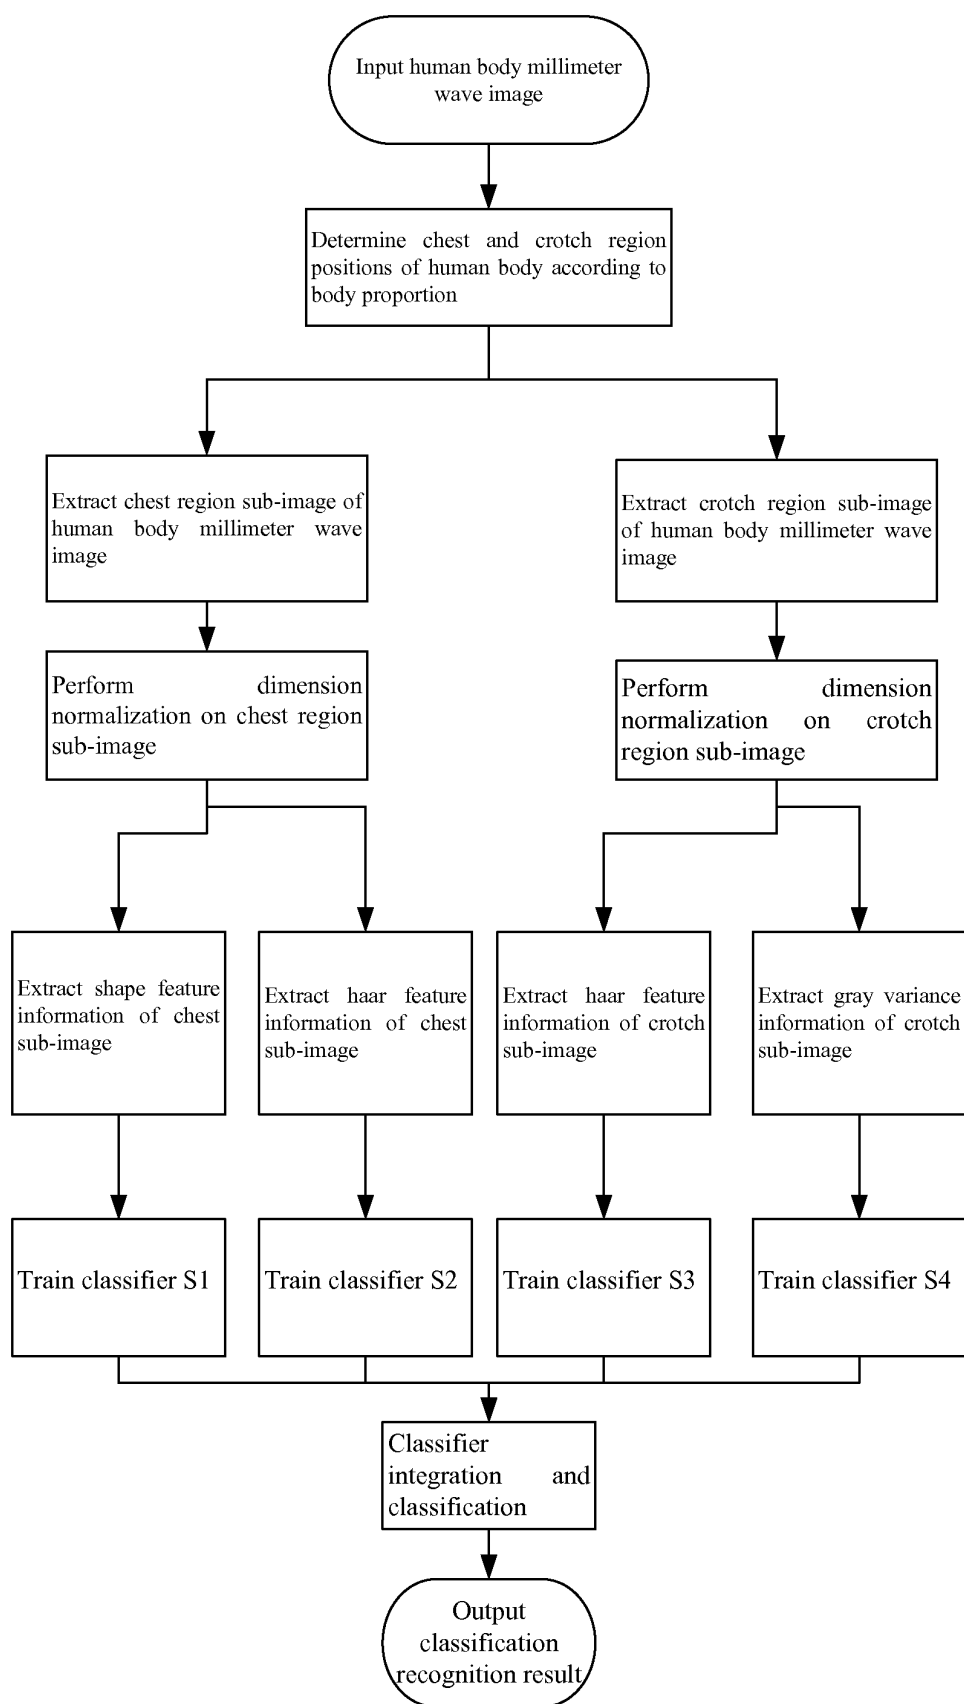 Input human body millimeter
wave image
Determine chest and crotch region
positions of human body according to
body proportion
Extract chest region sub-image of
human body millimeter wave
image
Extract crotch region sub-image
of human body millimeter wave
image
Perform dimension
normalization on chest region
sub-image
Perform dimension
normalization on crotch
region sub-image
Extract shape feature
information of chest
sub-image
Extract haar feature
information of chest
sub-image
Extract haar feature
information of crotch
sub-image
Extract gray variance
information of crotch
sub-image
Train classifier S1
Train classifier S2
Train classifier S3
Train classifier S4
Classifier
integration and
classification
Output
classification
recognition result